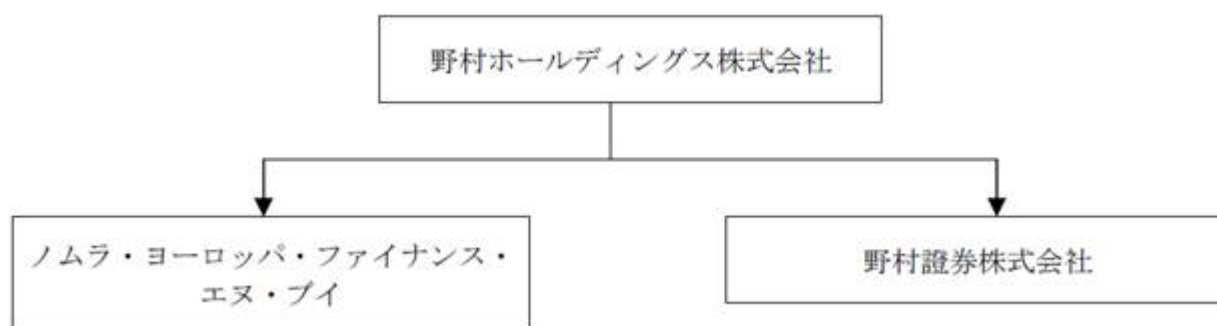 野村ホールディングス株式会社
ノムラ・ヨーロッパ・ファイナンス・
エヌ・ブイ
野村證券株式会社